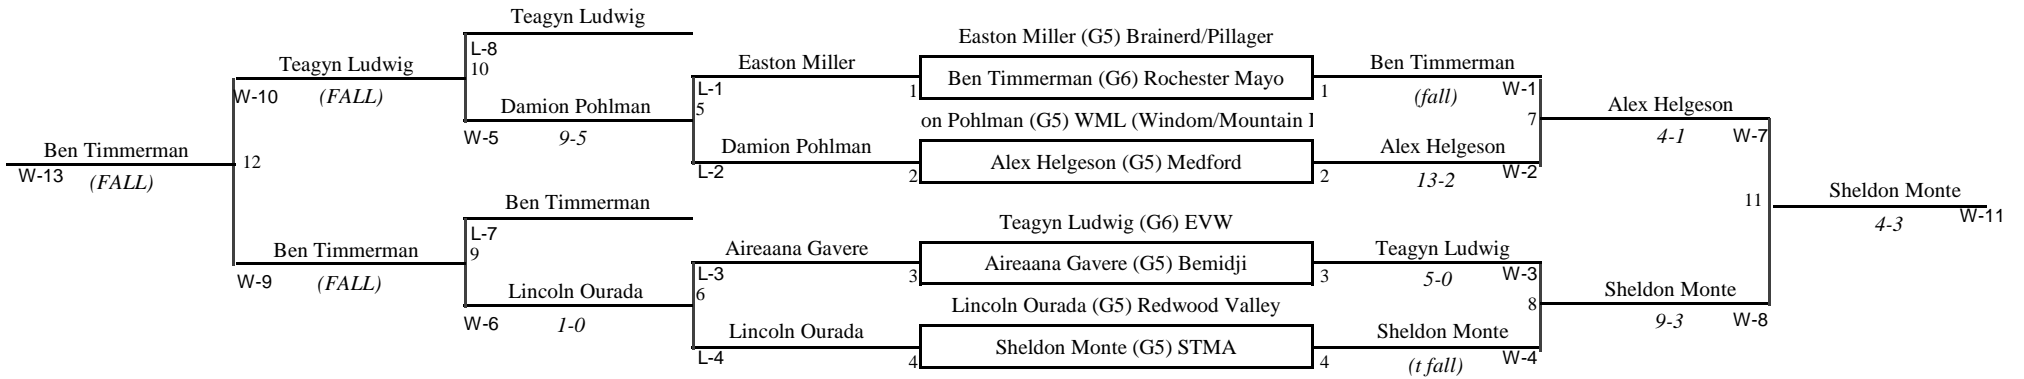 Teagyn Ludwig
L-8
10
Teagyn Ludwig
W-10
(FALL)
Damion Pohlman
W-5
9-5
Ben Timmerman
W-13
(FALL)
12
Ben Timmerman
L-7
9
Ben Timmerman
W-9
(FALL)
Lincoln Ourada
W-6
1-0
Easton Miller
L-1
5
Damion Pohlman
L-2
Aireaana Gavere
L-3
6
Lincoln Ourada
L-4
Easton Miller (G5) Brainerd/Pillager
1 Ben Timmerman (G6) Rochester Mayo 1
on Pohlman (G5) WML (Windom/Mountain I
2 Alex Helgeson (G5) Medford 2
Teagyn Ludwig (G6) EVW
3 Aireaana Gavere (G5) Bemidji 3
Lincoln Ourada (G5) Redwood Valley
4 Sheldon Monte (G5) STMA 4
Ben Timmerman
(fall)
W-1
7
Alex Helgeson
13-2
W-2
Teagyn Ludwig
5-0
W-3
8
Sheldon Monte
(t fall)
W-4
Alex Helgeson
4-1
W-7
11
Sheldon Monte
9-3
W-8
Sheldon Monte
4-3
W-11